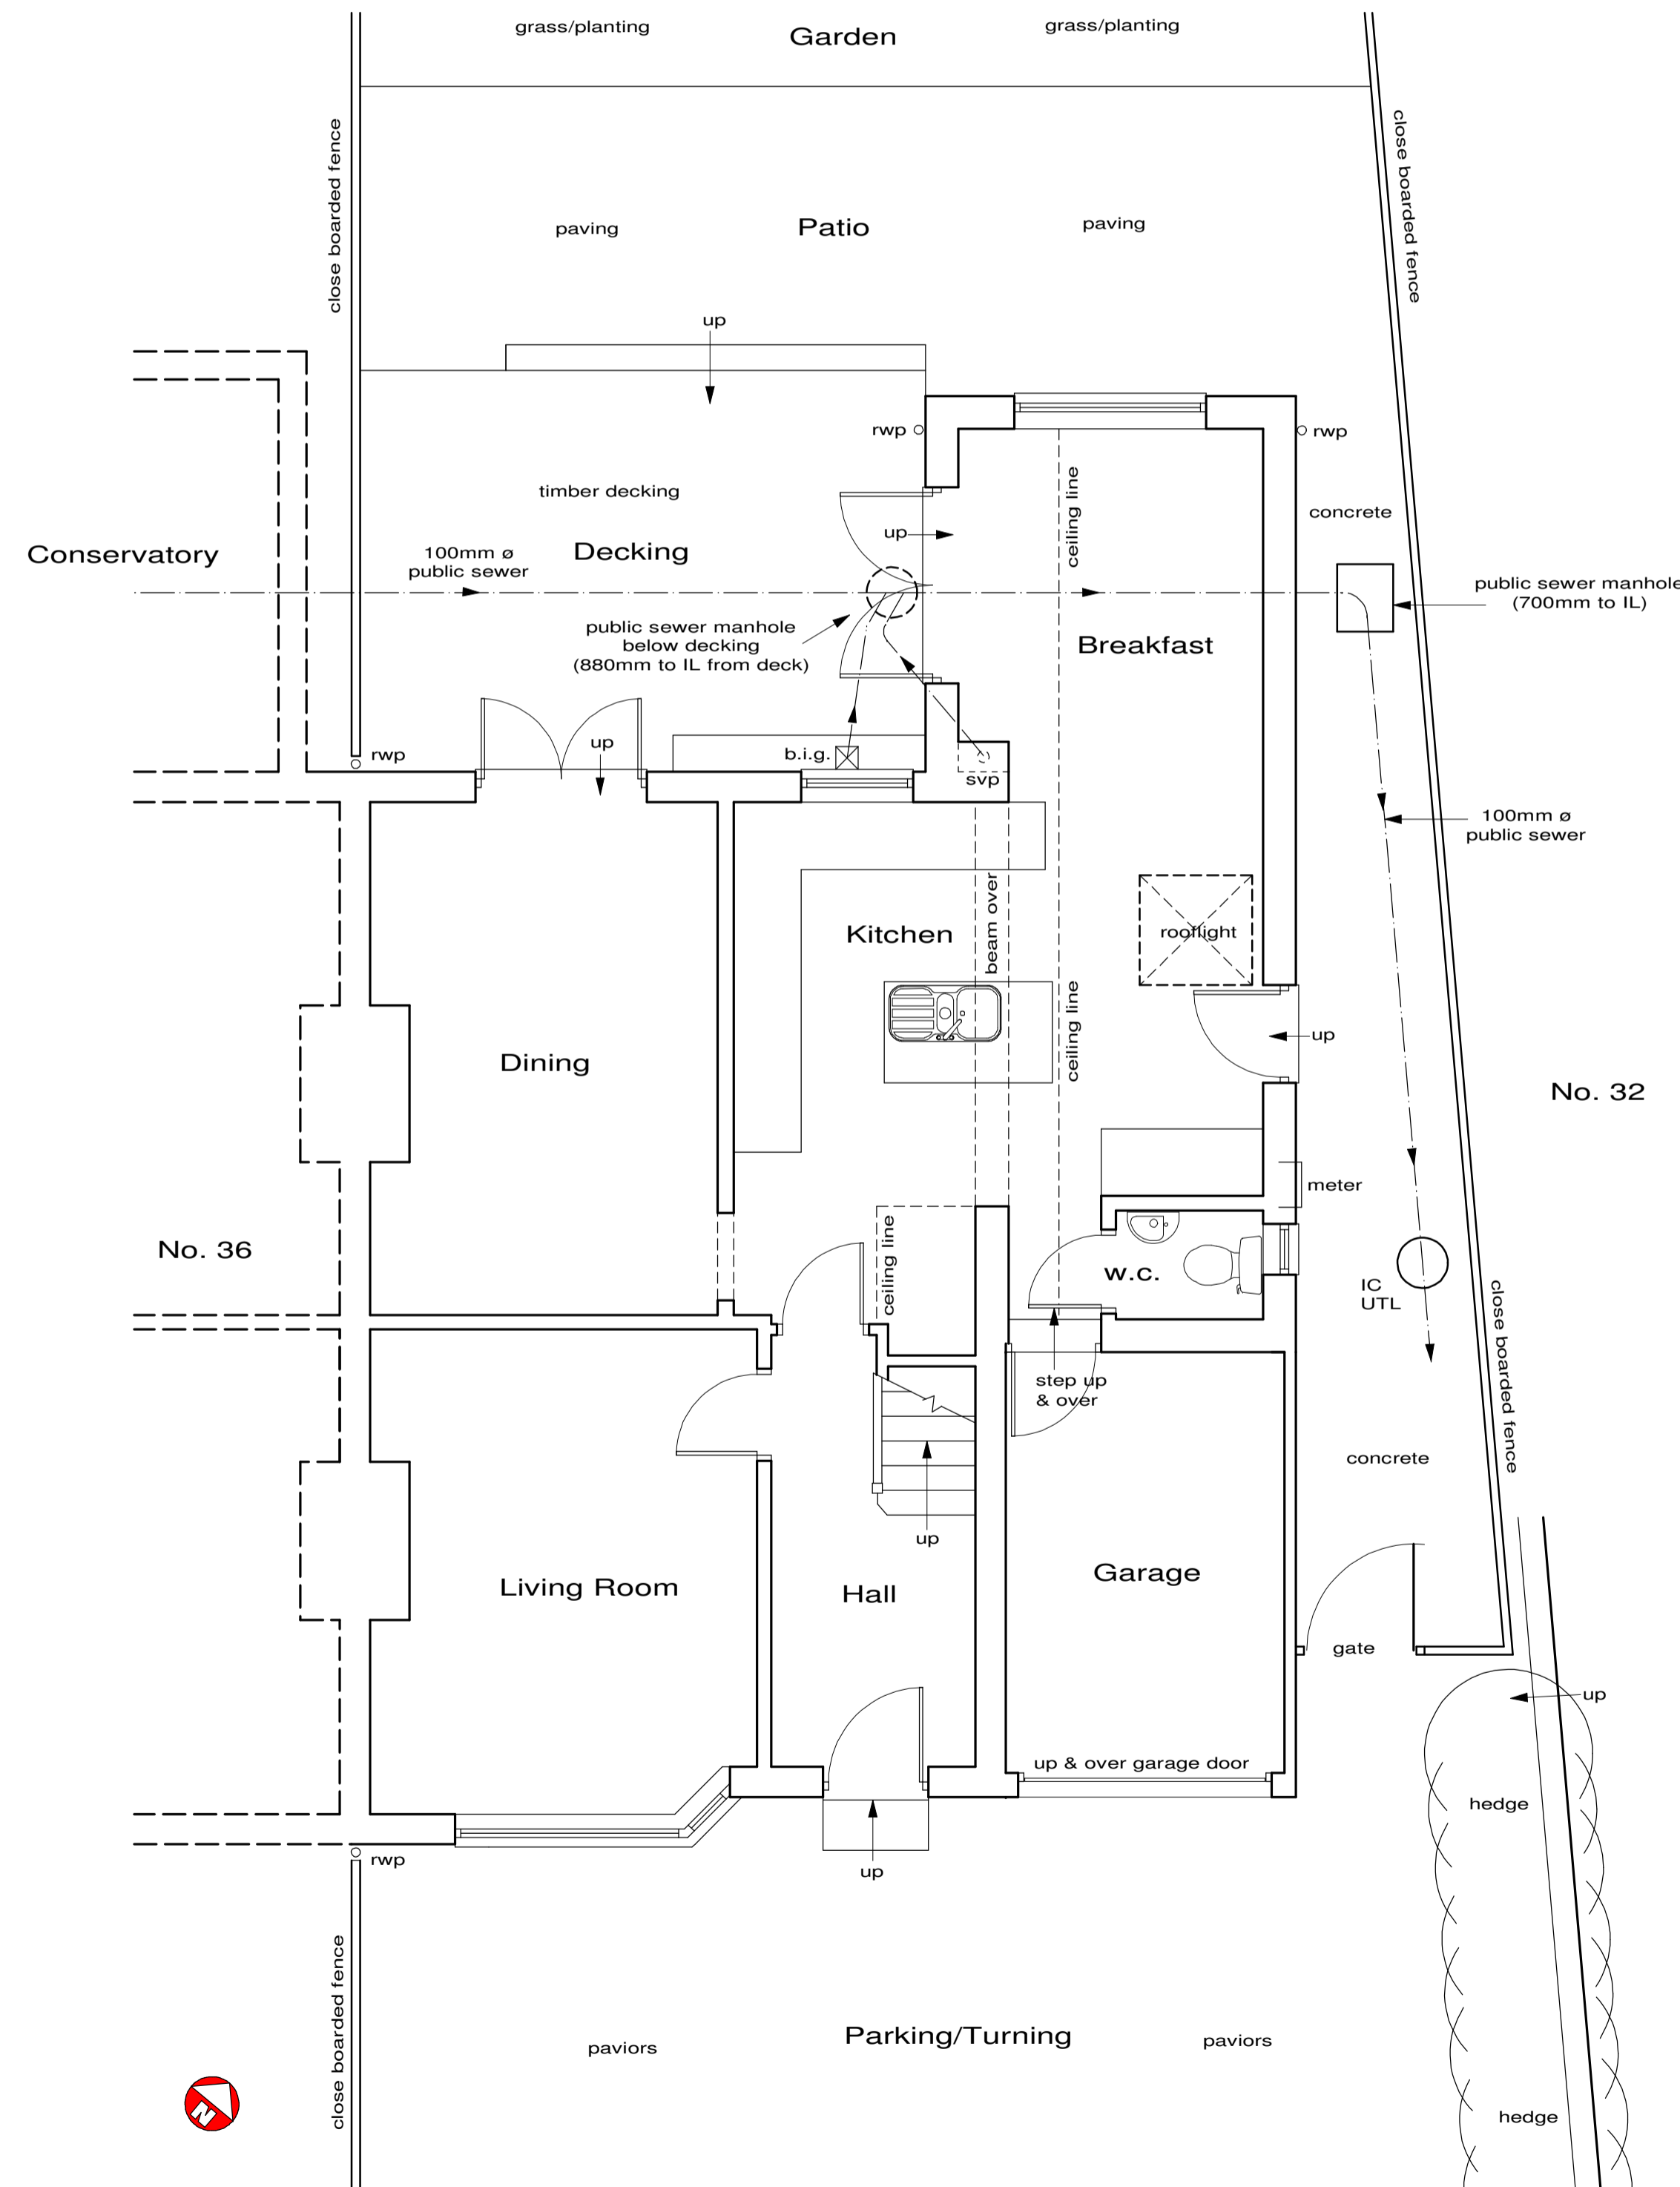 grass/planting
Garden
grass/planting
close boarded fence
close boarded fence
paving
Patio
paving
up
rwp
rwp
timber decking
ceiling line
concrete
up
Conservatory
100mm ø
public sewer
Decking
public sewer manhole
(700mm to IL)
public sewer manhole
below decking
(880mm to IL from deck)
Breakfast
rwp
up
b.i.g.
svp
100mm ø
public sewer
Kitchen
beam over
rooflight
ceiling line
Dining
up
No. 32
meter
No. 36
ceiling line
w.c.
IC
UTL
close boarded fence
step up
& over
concrete
up
Living Room
Hall
Garage
gate
up
up & over garage door
hedge
rwp
up
close boarded fence
paviors
Parking/Turning
paviors
N
hedge